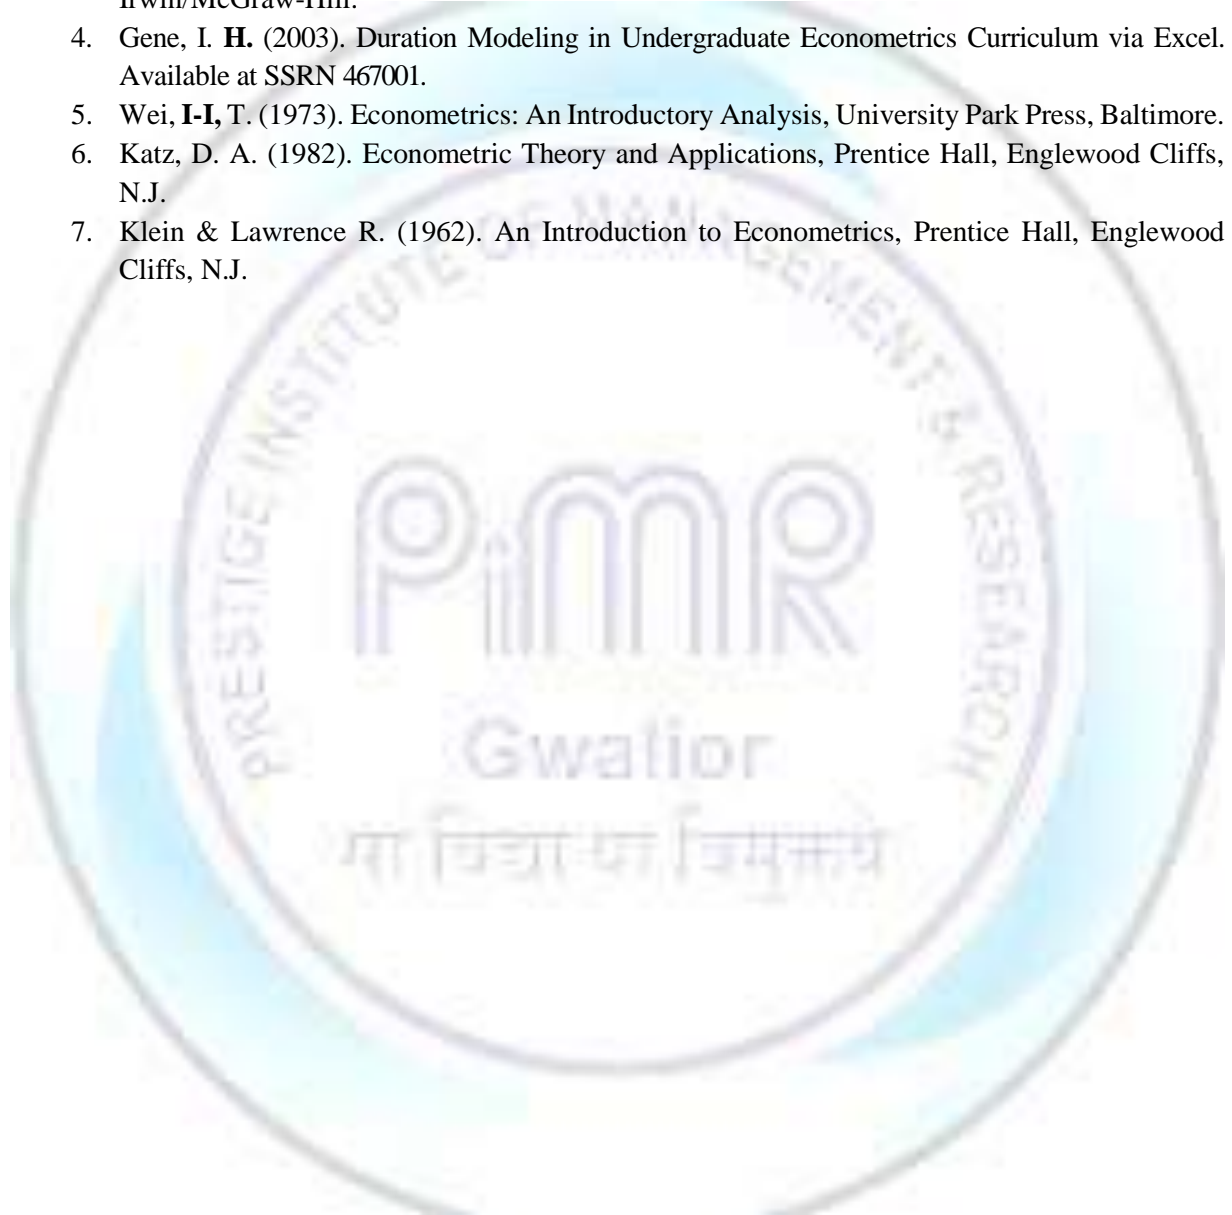 Irwin/McGraw-Hill.
4. Gene, I. H. (2003). Duration Modeling in Undergraduate Econometrics Curriculum via Excel.
Available at SSRN 467001.
5. Wei, I-I, T. (1973). Econometrics: An Introductory Analysis, University Park Press, Baltimore.
6. Katz, D. A. (1982). Econometric Theory and Applications, Prentice Hall, Englewood Cliffs,
N.J.
7. Klein & Lawrence R. (1962). An Introduction to Econometrics, Prentice Hall, Englewood
Cliffs, N.J.
PRESTIGE INSTITUTE OF MANAGEMENT & RESEARCH
PiMR
Gwalior
सा विद्या या विमुक्तये